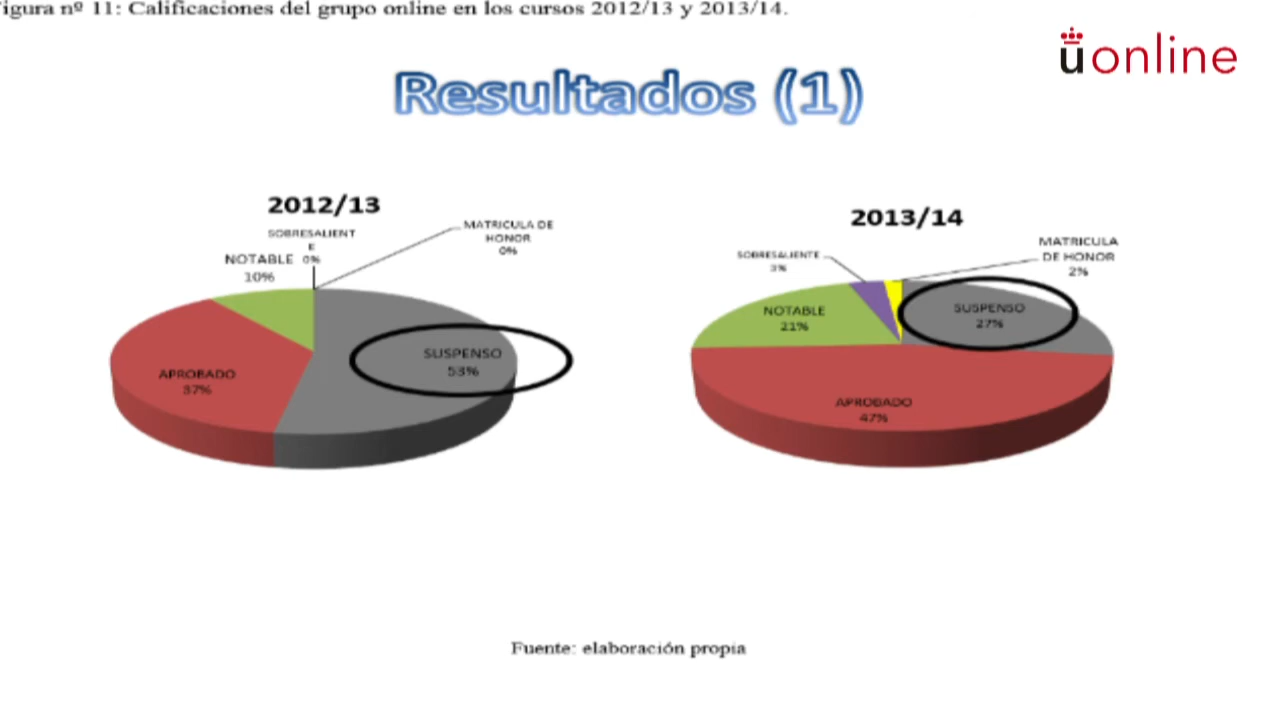 igura nº 11: Calificaciones del grupo online en los cursos 2012/13 y 2013/14.
uonline
Resultados (1)
2012/13
SOBRESALIENT
E
0%
MATRICULA DE
HONOR
0%
NOTABLE
10%
APROBADO
37%
SUSPENSO
53%
2013/14
SOBRESALIENTE
3%
MATRICULA
DE HONOR
2%
NOTABLE
21%
SUSPENSO
27%
APROBADO
47%
Fuente: elaboración propia